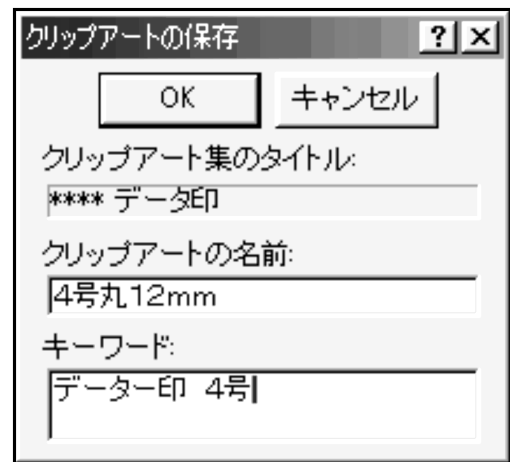 クリップアートの保存
? ×
OK キャンセル
クリップアート集のタイトル:
**** データ印
クリップアートの名前:
4号丸12mm
キーワード:
データー印 4号